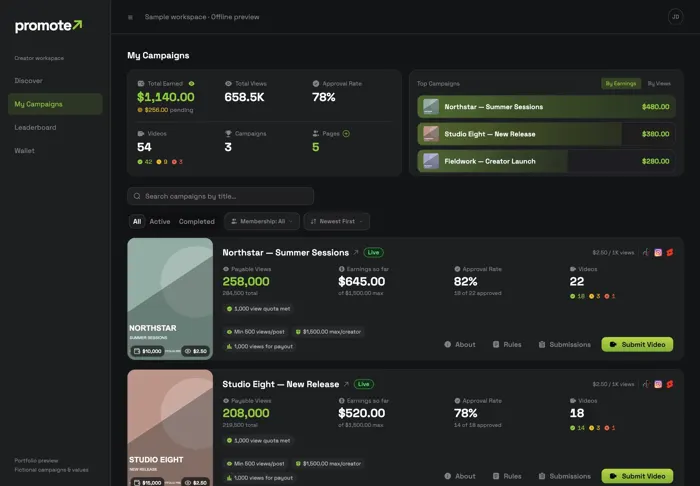 promote
Sample workspace · Offline preview
JD
Creator workspace
Discover
My Campaigns
Leaderboard
Wallet
Portfolio preview
Fictional campaigns & values
My Campaigns
Total Earned
$1,140.00
$256.00 pending
Total Views
658.5K
Approval Rate
78%
Videos
54
42 9 3
Campaigns
3
Pages
5
Top Campaigns
By Earnings
By Views
Northstar — Summer Sessions $480.00
Studio Eight — New Release $380.00
Fieldwork — Creator Launch $280.00
Search campaigns by title...
All Active Completed
Membership: All
Newest First
NORTHSTAR
SUMMER SESSIONS
$10,000
$2.50
Northstar — Summer Sessions
Live
$2.50 / 1K views
Payable Views
258,000
264,500 total
Earnings so far
$645.00
of $1,500.00 max
Approval Rate
82%
18 of 22 approved
Videos
22
18 3 1
1,000 view quota met
Min 500 views/post
$1,500.00 max/creator
1,000 views for payout
About
Rules
Submissions
Submit Video
STUDIO EIGHT
NEW RELEASE
$15,000
$2.50
Studio Eight — New Release
Live
$2.50 / 1K views
Payable Views
208,000
219,500 total
Earnings so far
$520.00
of $1,500.00 max
Approval Rate
78%
14 of 18 approved
Videos
18
14 3 1
1,000 view quota met
Min 500 views/post
$1,500.00 max/creator
1,000 views for payout
About
Rules
Submissions
Submit Video